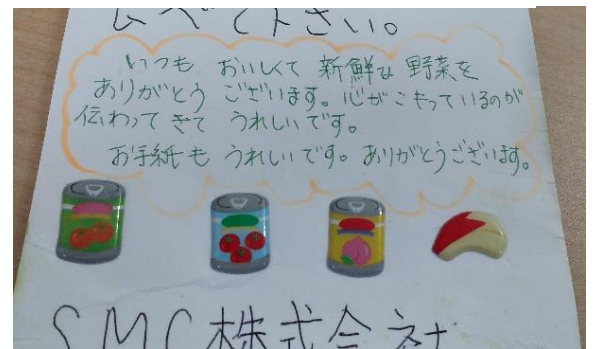 下さい。
いつも おいしくて 新鮮な 野菜を
ありがとう ございます。心がこもっているのが
伝わってきて うれしいです。
お手紙も うれしいです。ありがとうございます。
SMC株式会社